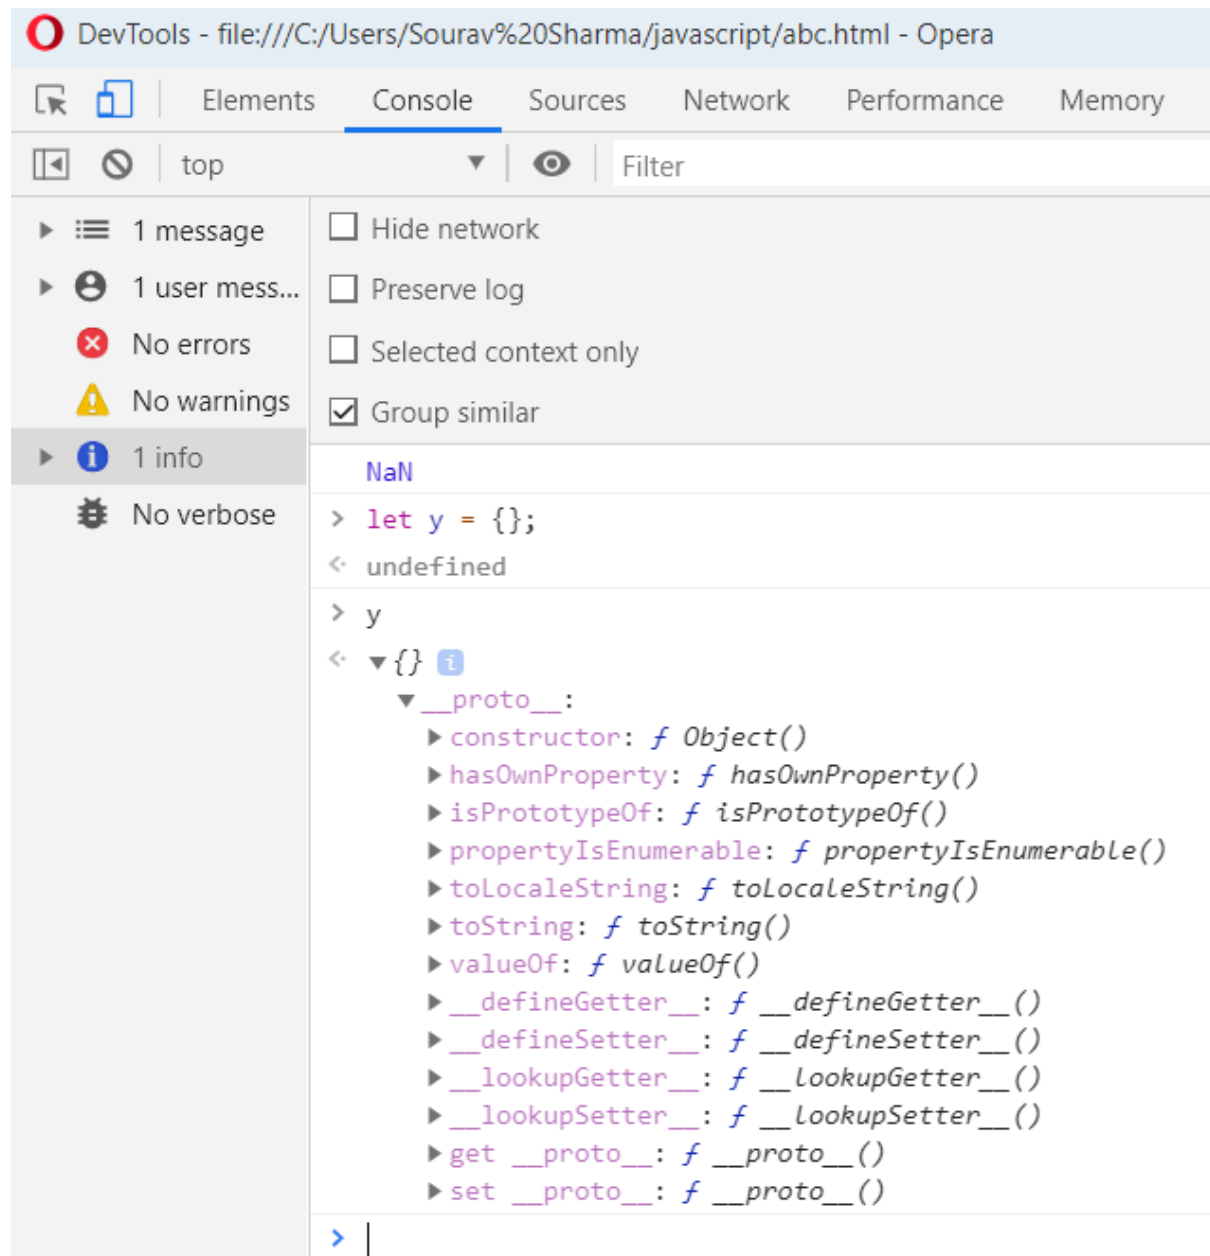 DevTools - file:///C:/Users/Sourav%20Sharma/javascript/abc.html - Opera
Elements Console Sources Network Performance Memory
top ▼ Filter
1 message
1 user mess...
No errors
No warnings
1 info
No verbose
Hide network
Preserve log
Selected context only
Group similar
NaN
> let y = {};
<· undefined
> y
<· ▼{} i
▼__proto__:
▶constructor: ƒ Object()
▶hasOwnProperty: ƒ hasOwnProperty()
▶isPrototypeOf: ƒ isPrototypeOf()
▶propertyIsEnumerable: ƒ propertyIsEnumerable()
▶toLocaleString: ƒ toLocaleString()
▶toString: ƒ toString()
▶valueOf: ƒ valueOf()
▶__defineGetter__: ƒ __defineGetter__()
▶__defineSetter__: ƒ __defineSetter__()
▶__lookupGetter__: ƒ __lookupGetter__()
▶__lookupSetter__: ƒ __lookupSetter__()
▶get __proto__: ƒ __proto__()
▶set __proto__: ƒ __proto__()
>